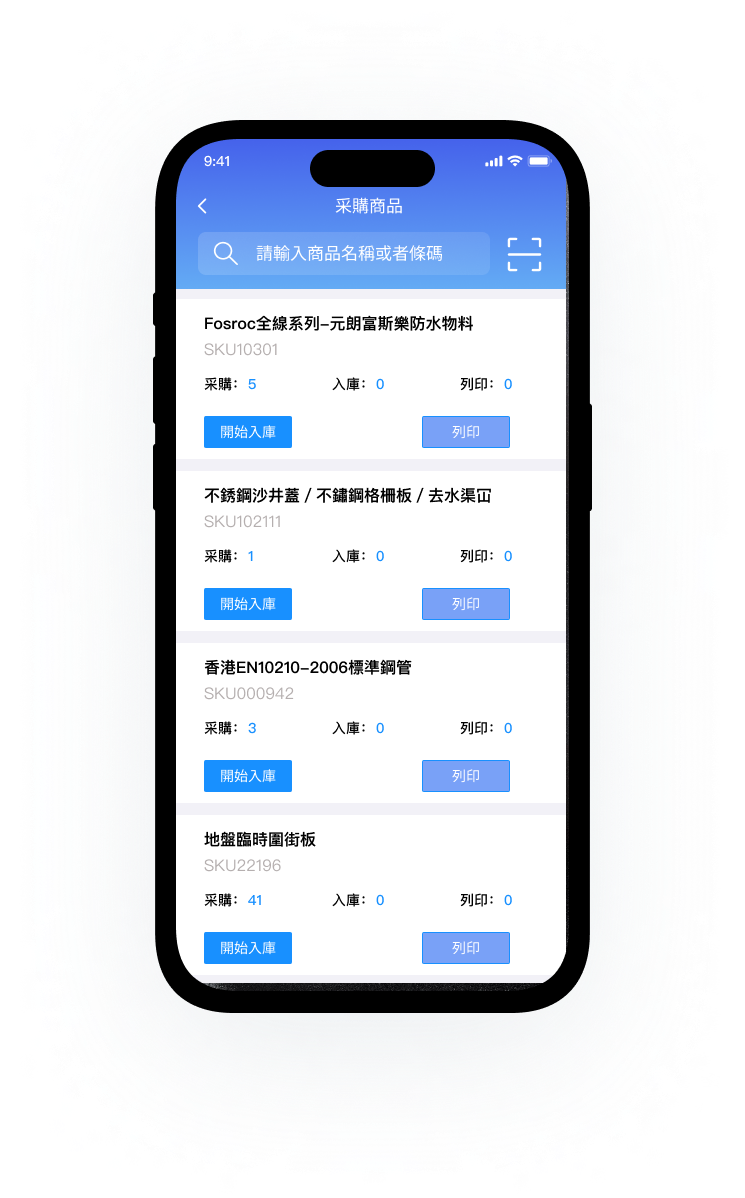 9:41
采購商品
請輸入商品名稱或者條碼
Fosroc全線系列-元朗富斯樂防水物料
SKU10301
采購： 5 入庫： 0 列印： 0
開始入庫 列印
不銹鋼沙井蓋 / 不鏽鋼格柵板 / 去水渠冚
SKU102111
采購： 1 入庫： 0 列印： 0
開始入庫 列印
香港EN10210-2006標準鋼管
SKU000942
采購： 3 入庫： 0 列印： 0
開始入庫 列印
地盤臨時圍街板
SKU22196
采購： 41 入庫： 0 列印： 0
開始入庫 列印